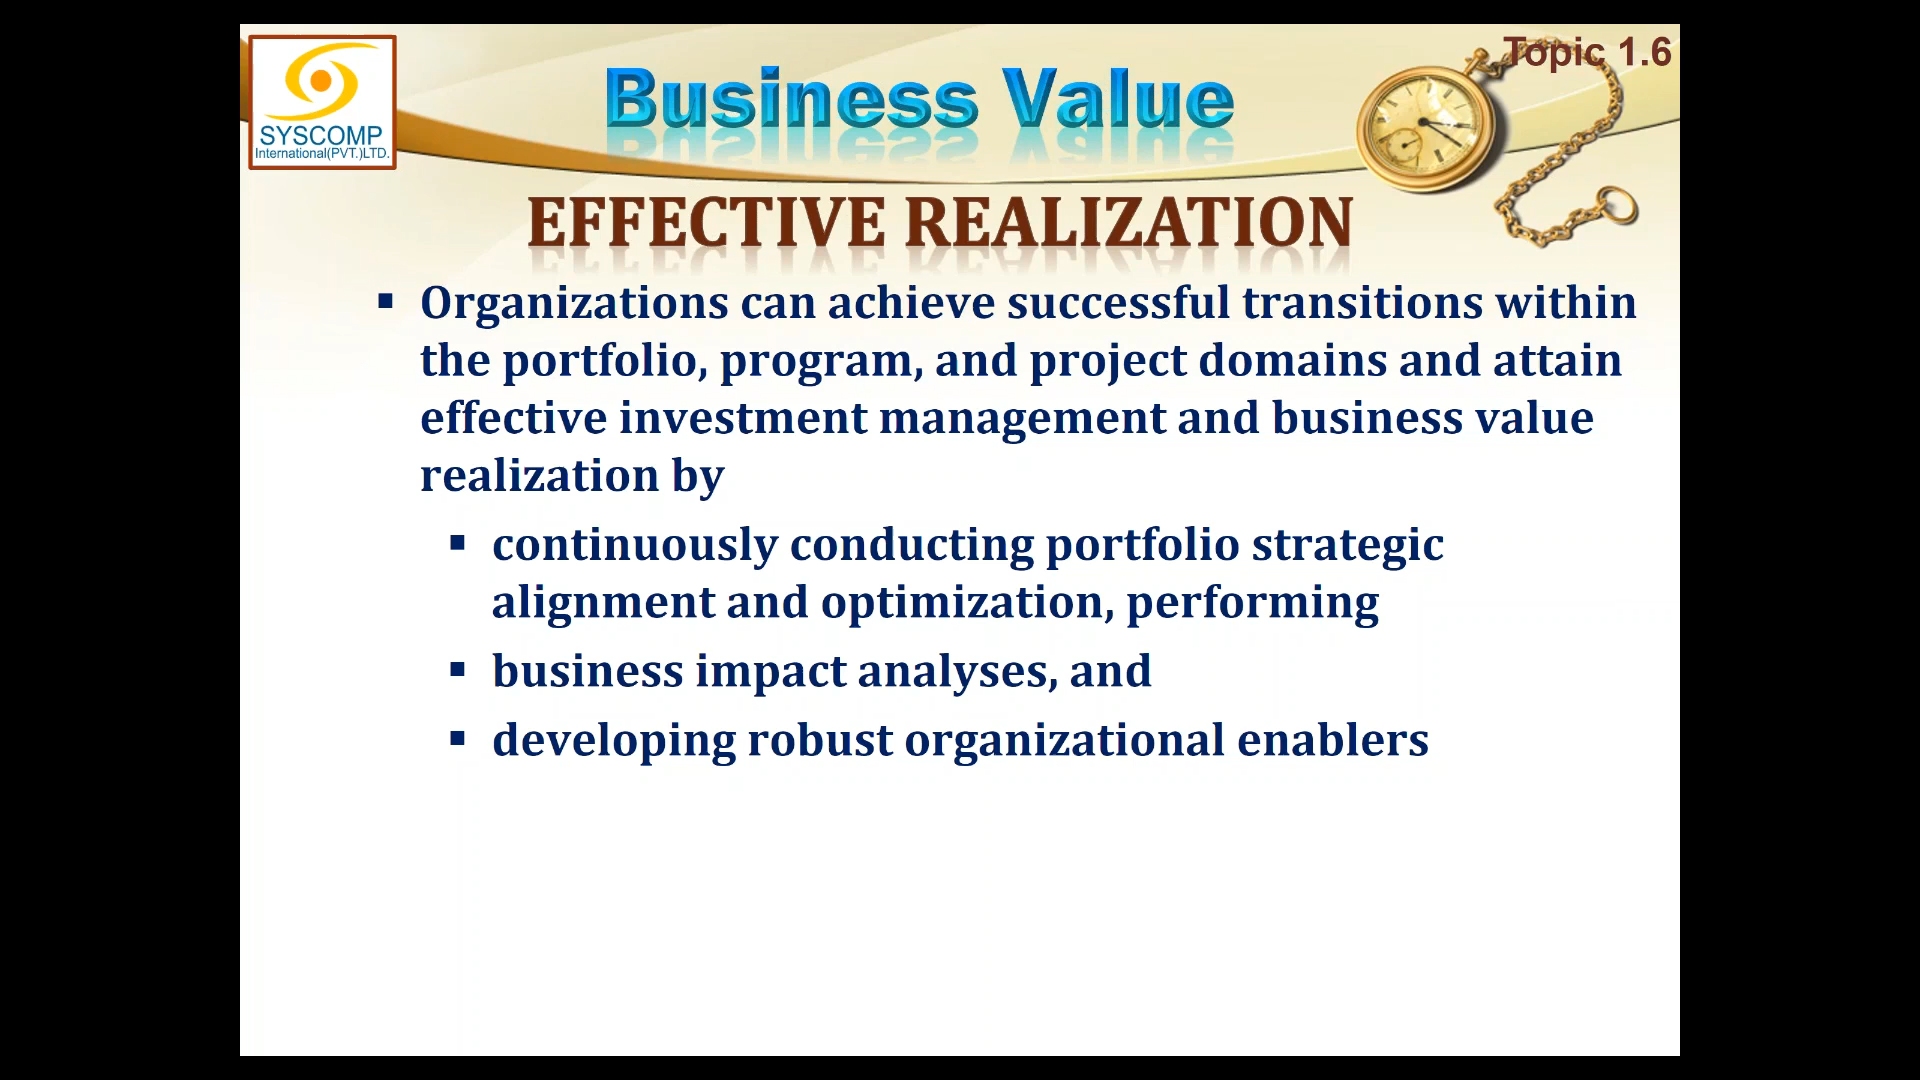 Topic 1.6
Business Value
SYSCOMP
International(PVT.)LTD.
EFFECTIVE REALIZATION
▪ Organizations can achieve successful transitions within
the portfolio, program, and project domains and attain
effective investment management and business value
realization by
▪ continuously conducting portfolio strategic
alignment and optimization, performing
▪ business impact analyses, and
▪ developing robust organizational enablers